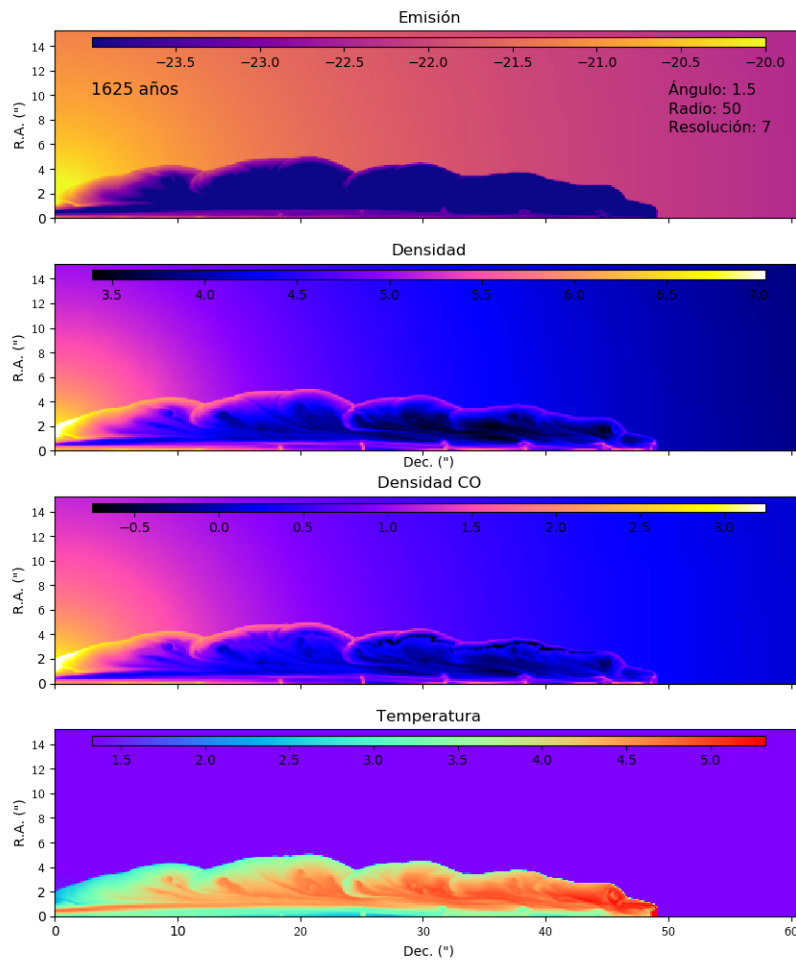 Emisión
−23.5 −23.0 −22.5 −22.0 −21.5 −21.0 −20.5 −20.0
1625 años
Ángulo: 1.5
Radio: 50
Resolución: 7
14
12
10
8
6
4
2
0
R.A. (")
Densidad
3.5 4.0 4.5 5.0 5.5 6.0 6.5 7.0
14
12
10
8
6
4
2
0
R.A. (")
Dec. (")
Densidad CO
−0.5 0.0 0.5 1.0 1.5 2.0 2.5 3.0
14
12
10
8
6
4
2
0
R.A. (")
Temperatura
1.5 2.0 2.5 3.0 3.5 4.0 4.5 5.0
14
12
10
8
6
4
2
0
R.A. (")
0 10 20 30 40 50 60
Dec. (")